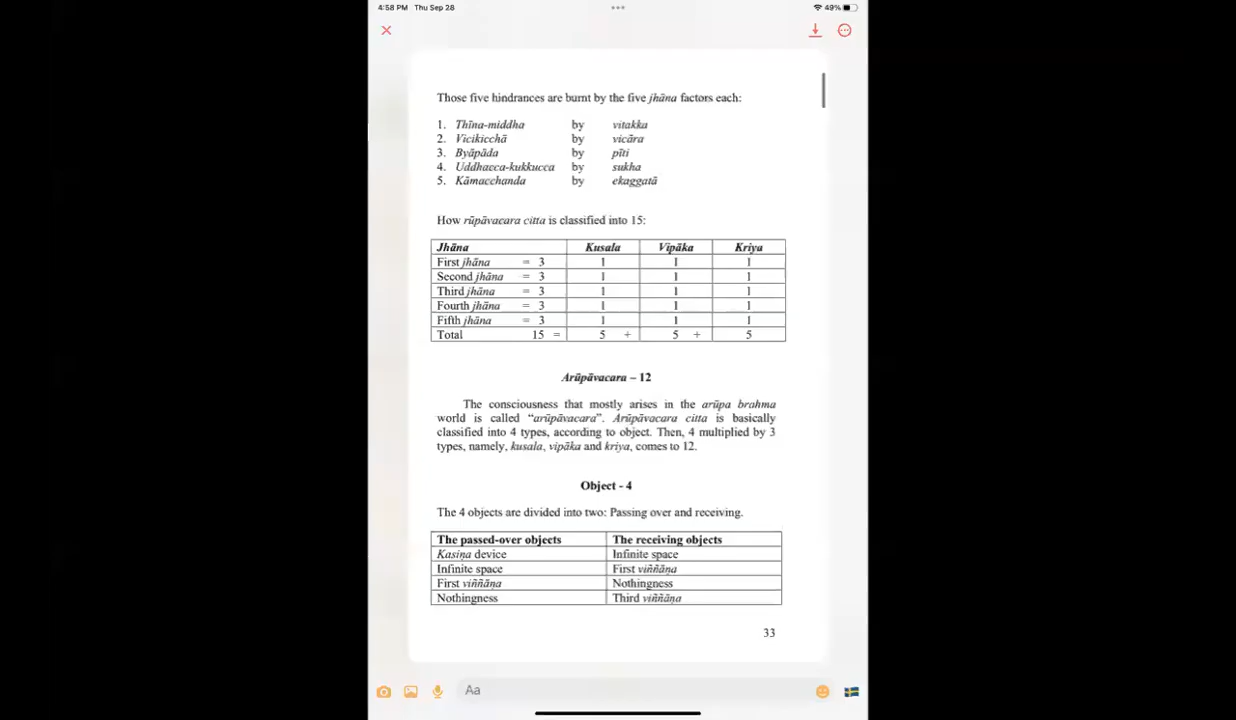 4:58 PM Thu Sep 28
49%
Those five hindrances are burnt by the five jhāna factors each:
1. Thīna-middha by vitakka
2. Vicikicchā by vicāra
3. Byāpāda by pīti
4. Uddhacca-kukkucca by sukha
5. Kāmacchanda by ekaggatā
How rūpāvacara citta is classified into 15:
Jhāna Kusala Vipāka Kriya
First jhāna = 3 1 1 1
Second jhāna = 3 1 1 1
Third jhāna = 3 1 1 1
Fourth jhāna = 3 1 1 1
Fifth jhāna = 3 1 1 1
Total 15 = 5 + 5 + 5
Arūpāvacara – 12
The consciousness that mostly arises in the arūpa brahma
world is called “arūpāvacara”. Arūpāvacara citta is basically
classified into 4 types, according to object. Then, 4 multiplied by 3
types, namely, kusala, vipāka and kriya, comes to 12.
Object - 4
The 4 objects are divided into two: Passing over and receiving.
The passed-over objects The receiving objects
Kasiṇa device Infinite space
Infinite space First viññāṇa
First viññāṇa Nothingness
Nothingness Third viññāṇa
33
Aa